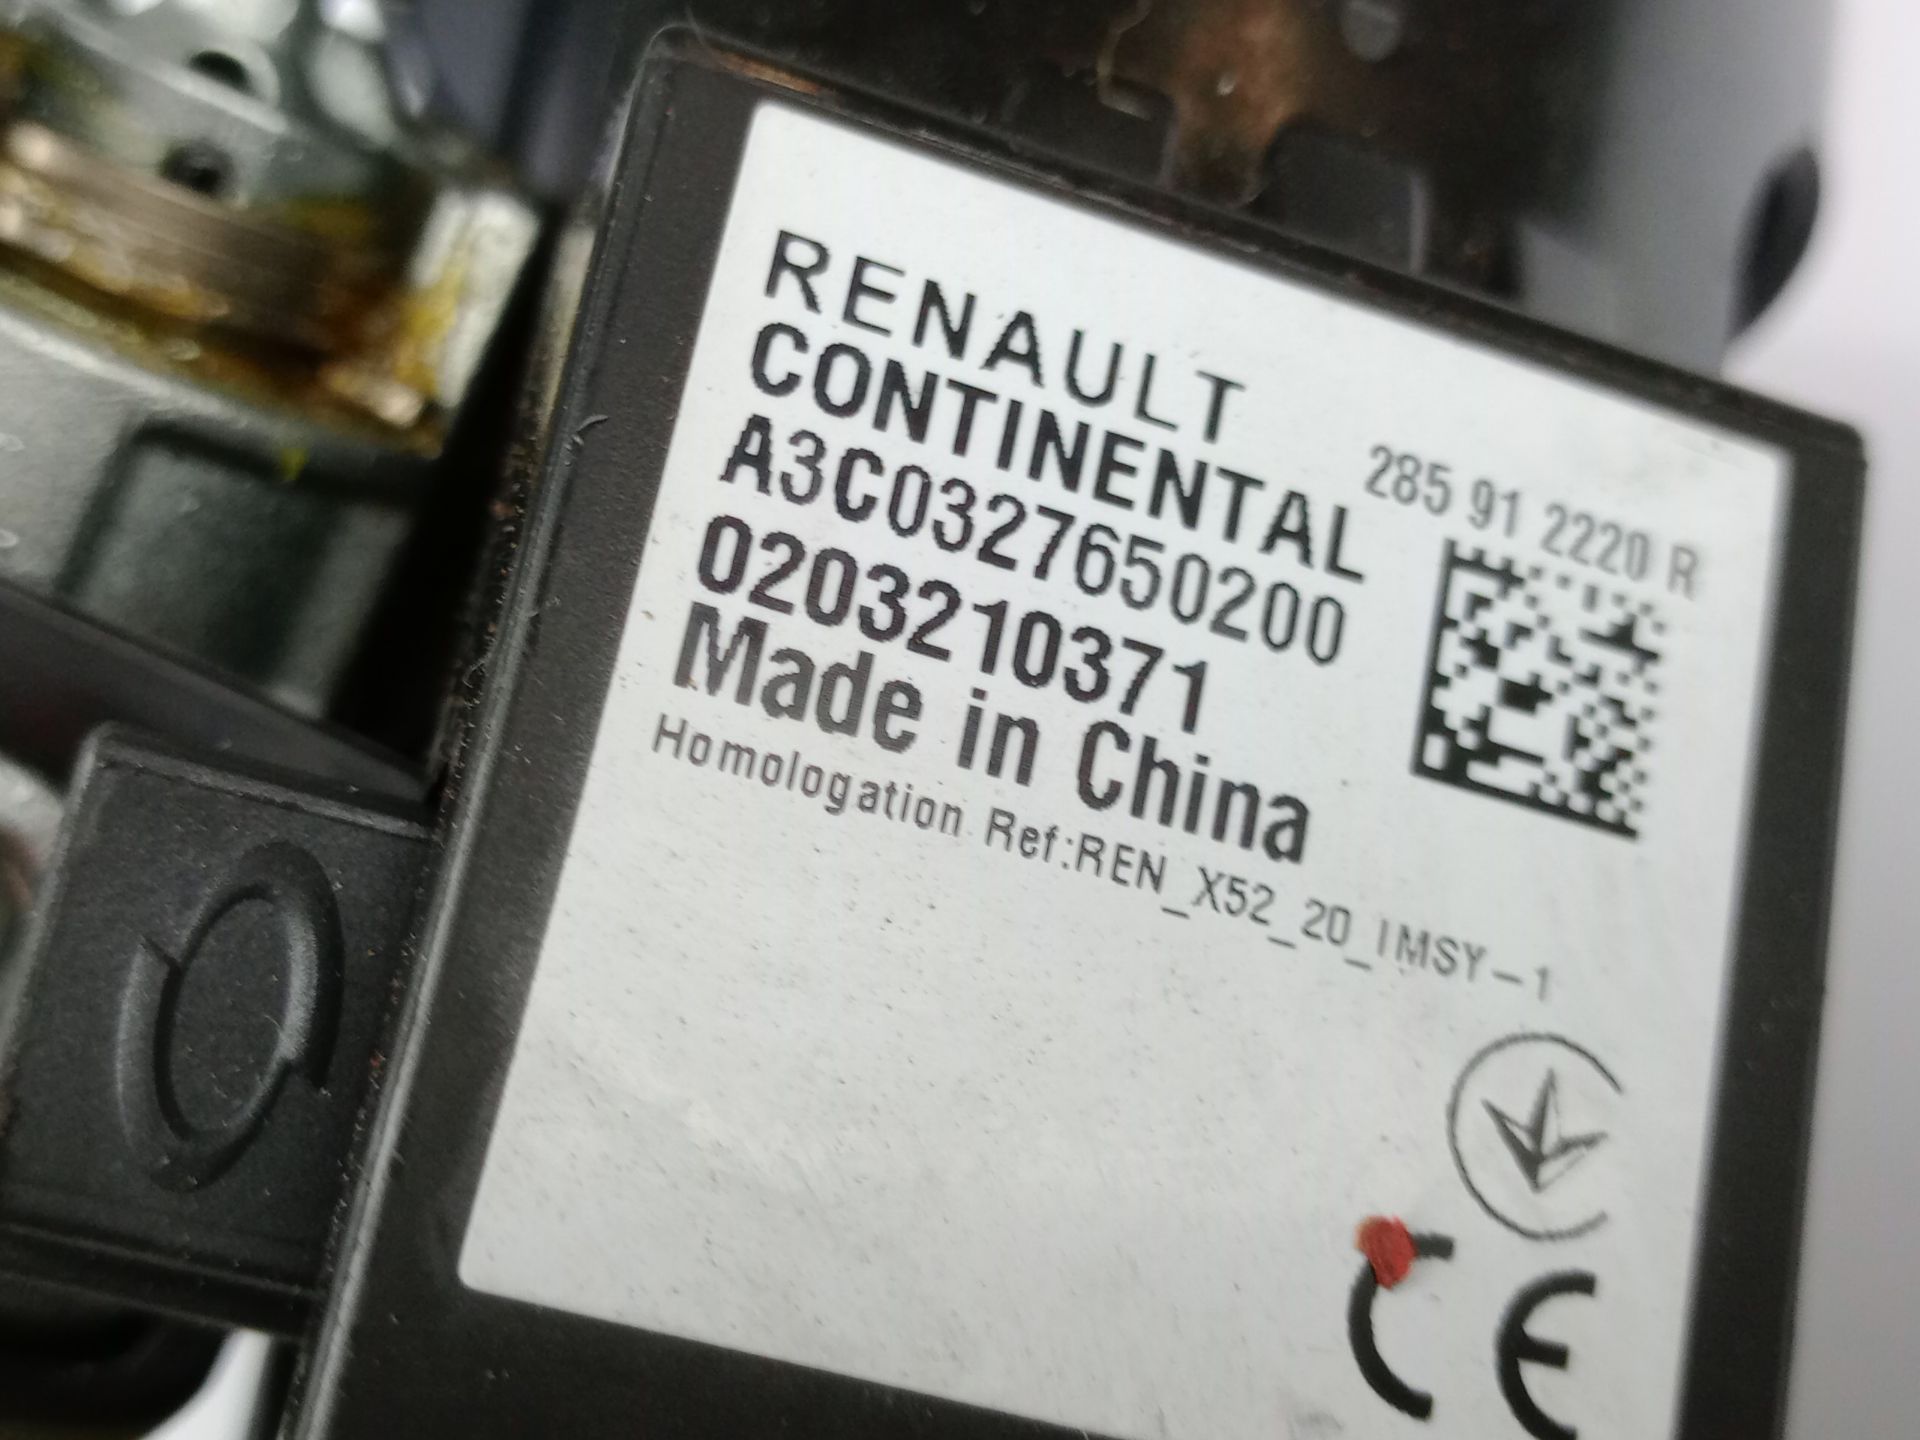 RENAULT
CONTINENTAL
285 91 2220 R
A3C0327650200
0203210371
Made in China
Homologation Ref:REN_X52_20_IMSY-1
CE